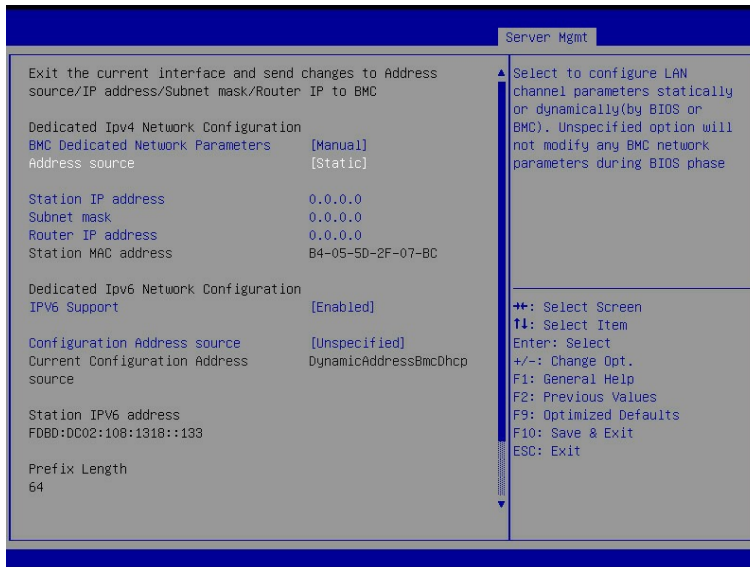 Server Mgmt
Exit the current interface and send changes to Address
source/IP address/Subnet mask/Router IP to BMC
Dedicated Ipv4 Network Configuration
BMC Dedicated Network Parameters [Manual]
Address source [Static]
Station IP address 0.0.0.0
Subnet mask 0.0.0.0
Router IP address 0.0.0.0
Station MAC address B4-05-5D-2F-07-BC
Dedicated Ipv6 Network Configuration
IPV6 Support [Enabled]
Configuration Address source [Unspecified]
Current Configuration Address DynamicAddressBmcDhcp
source
Station IPV6 address
FDBD:DC02:108:1318::133
Prefix Length
64
Select to configure LAN
channel parameters statically
or dynamically(by BIOS or
BMC). Unspecified option will
not modify any BMC network
parameters during BIOS phase
→←: Select Screen
↑↓: Select Item
Enter: Select
+/-: Change Opt.
F1: General Help
F2: Previous Values
F9: Optimized Defaults
F10: Save & Exit
ESC: Exit